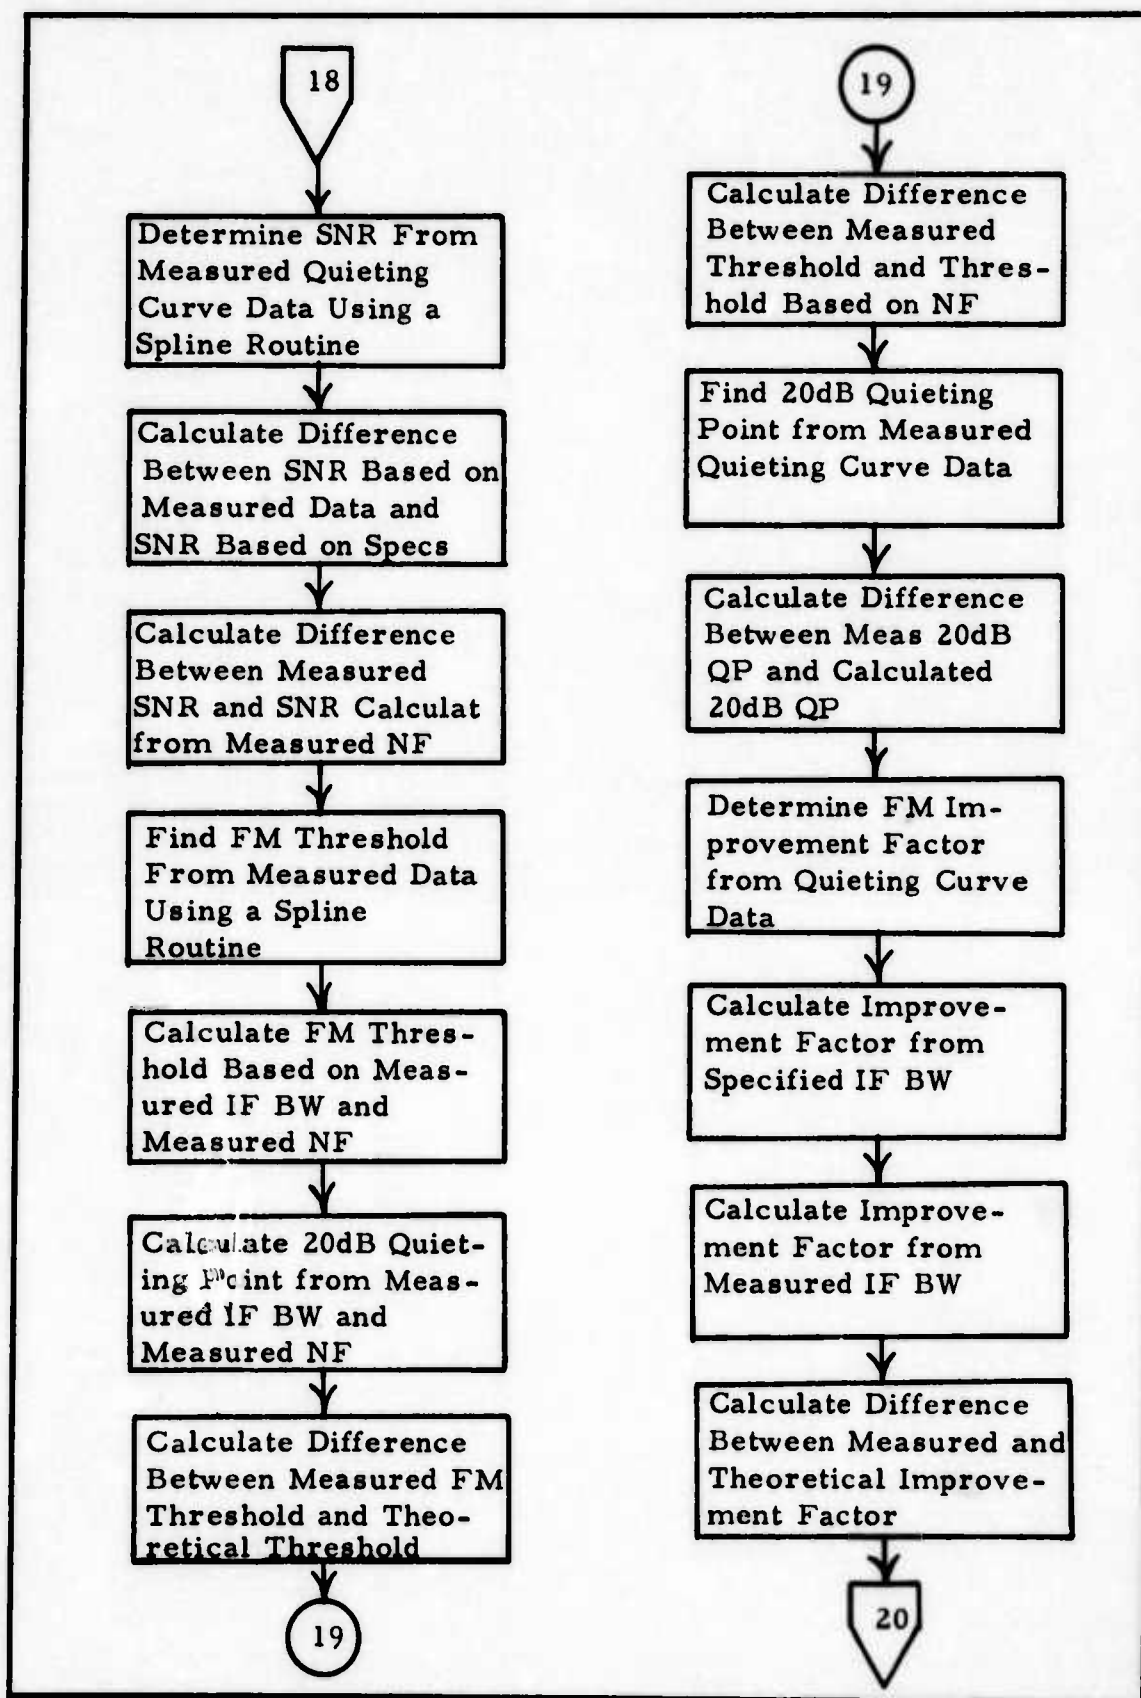 18
Determine SNR From
Measured Quieting
Curve Data Using a
Spline Routine
Calculate Difference
Between SNR Based on
Measured Data and
SNR Based on Specs
Calculate Difference
Between Measured
SNR and SNR Calculat
from Measured NF
Find FM Threshold
From Measured Data
Using a Spline
Routine
Calculate FM Thres-
hold Based on Meas-
ured IF BW and
Measured NF
Calculate 20dB Quiet-
ing Point from Meas-
ured IF BW and
Measured NF
Calculate Difference
Between Measured FM
Threshold and Theo-
retical Threshold
19
19
Calculate Difference
Between Measured
Threshold and Thres-
hold Based on NF
Find 20dB Quieting
Point from Measured
Quieting Curve Data
Calculate Difference
Between Meas 20dB
QP and Calculated
20dB QP
Determine FM Im-
provement Factor
from Quieting Curve
Data
Calculate Improve-
ment Factor from
Specified IF BW
Calculate Improve-
ment Factor from
Measured IF BW
Calculate Difference
Between Measured and
Theoretical Improve-
ment Factor
20